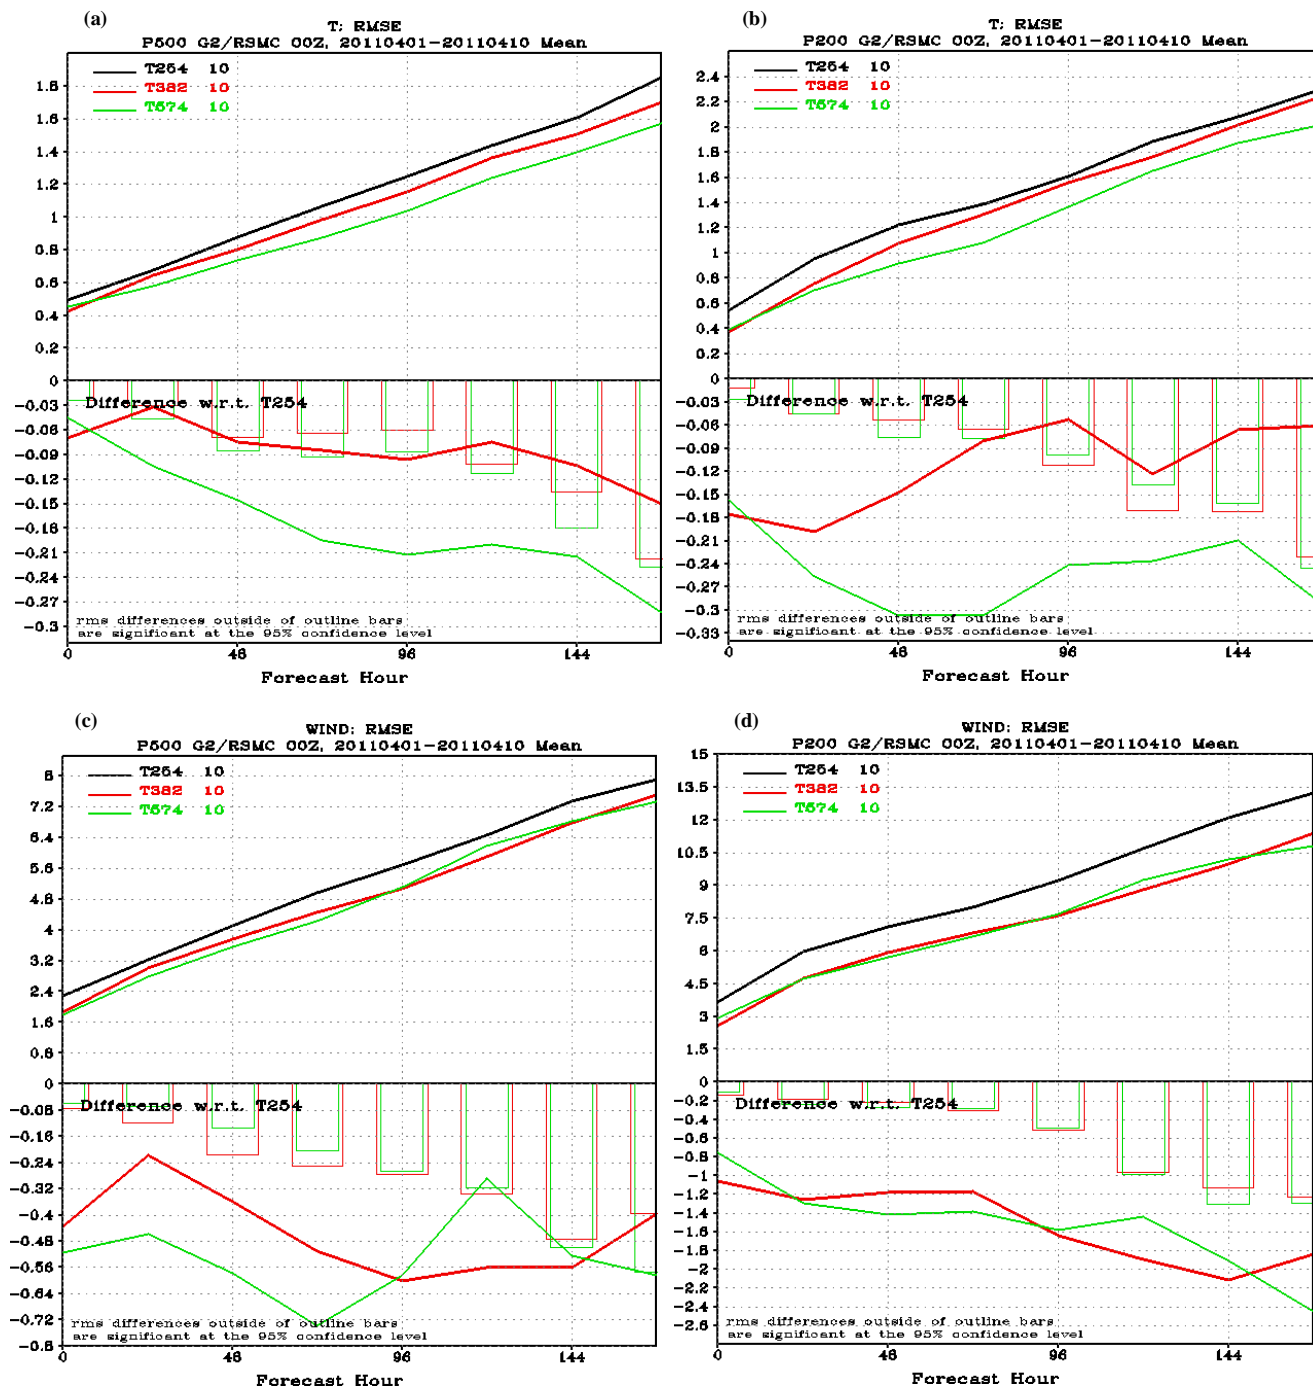 (a)
T: RMSE
P500 G2/RSMC 00Z, 20110401-20110410 Mean
T254 10
T382 10
T574 10
1.8
1.6
1.4
1.2
1
0.8
0.6
0.4
0.2
0
Difference w.r.t. T254
-0.03
-0.06
-0.09
-0.12
-0.15
-0.18
-0.21
-0.24
-0.27
-0.3
rms differences outside of outline bars
are significant at the 95% confidence level
0 48 96 144
Forecast Hour
(b)
T: RMSE
P200 G2/RSMC 00Z, 20110401-20110410 Mean
T254 10
T382 10
T574 10
2.4
2.2
2
1.8
1.6
1.4
1.2
1
0.8
0.6
0.4
0.2
0
Difference w.r.t. T254
-0.03
-0.06
-0.09
-0.12
-0.15
-0.18
-0.21
-0.24
-0.27
-0.3
-0.33
rms differences outside of outline bars
are significant at the 95% confidence level
0 48 96 144
Forecast Hour
(c)
WIND: RMSE
P500 G2/RSMC 00Z, 20110401-20110410 Mean
T254 10
T382 10
T574 10
8
7.2
6.4
5.6
4.8
4
3.2
2.4
1.6
0.8
0
Difference w.r.t. T254
-0.08
-0.16
-0.24
-0.32
-0.4
-0.48
-0.56
-0.64
-0.72
-0.8
rms differences outside of outline bars
are significant at the 95% confidence level
0 48 96 144
Forecast Hour
(d)
WIND: RMSE
P200 G2/RSMC 00Z, 20110401-20110410 Mean
T254 10
T382 10
T574 10
15
13.5
12
10.5
9
7.5
6
4.5
3
1.5
0
Difference w.r.t. T254
-0.2
-0.4
-0.6
-0.8
-1
-1.2
-1.4
-1.6
-1.8
-2
-2.2
-2.4
-2.6
rms differences outside of outline bars
are significant at the 95% confidence level
0 48 96 144
Forecast Hour